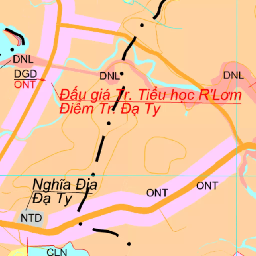 DNL
DNL
DNL
DGD
ONT
Đấu giá Tr. Tiểu học R'Lơm
Điểm Tr. Đạ Ty
Nghĩa Địa
Đạ Ty
ONT
ONT
NTD
CLN